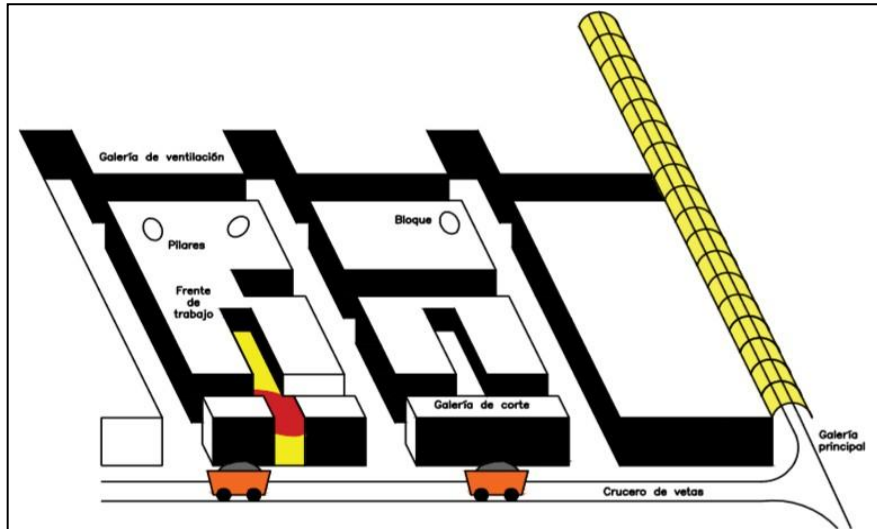 Galería de ventilación
Pilares
Bloque
Frente
de
trabajo
Galería de corte
Galería
principal
Crucero de vetas